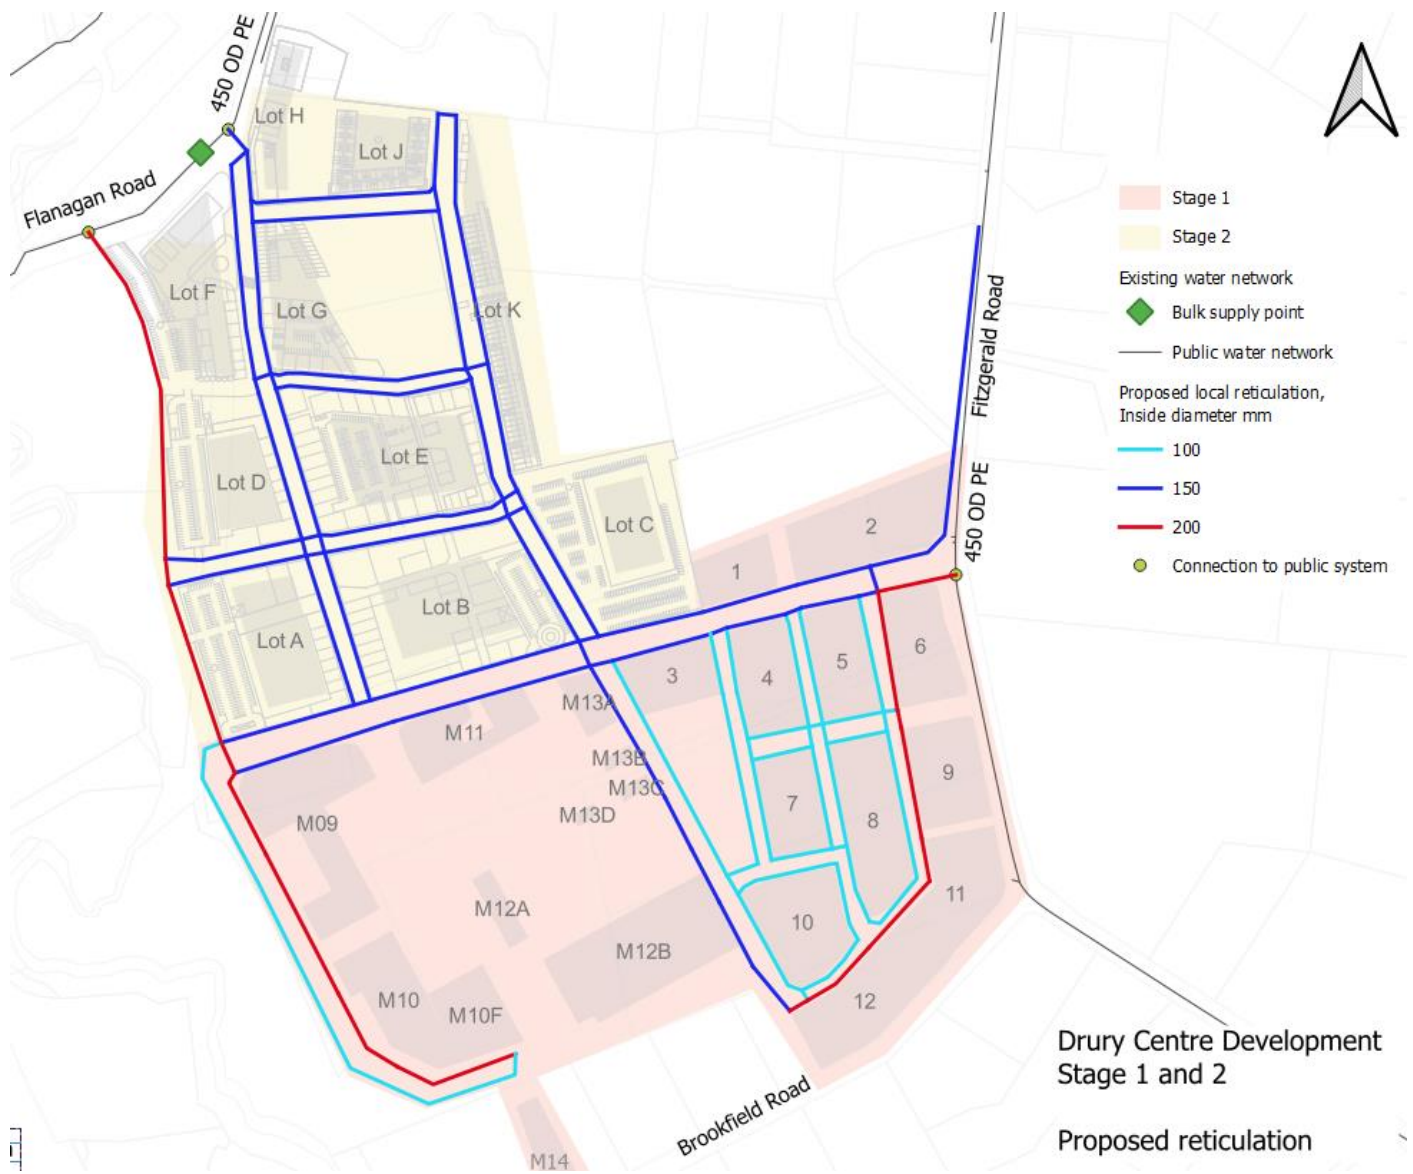 450 OD PE
Lot H
Lot J
Flanagan Road
Lot F
Lot G
Lot K
Lot D
Lot E
Lot C
Lot A
Lot B
Fitzgerald Road
450 OD PE
1
2
3
4
5
6
7
8
9
10
11
12
M13A
M11
M13B
M13C
M13D
M09
M12A
M12B
M10
M10F
M14
Brookfield Road
Stage 1
Stage 2
Existing water network
Bulk supply point
Public water network
Proposed local reticulation,
Inside diameter mm
100
150
200
Connection to public system
Drury Centre Development
Stage 1 and 2
Proposed reticulation